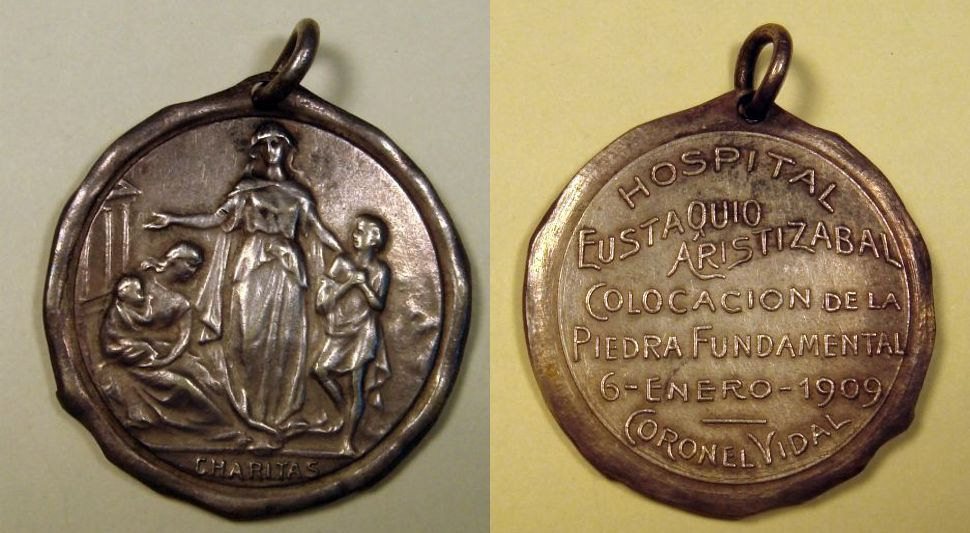 CHARITAS
HOSPITAL
EUSTAQUIO
ARISTIZABAL
COLOCACION DE LA
PIEDRA FUNDAMENTAL
6-ENERO-1909
CORONEL VIDAL